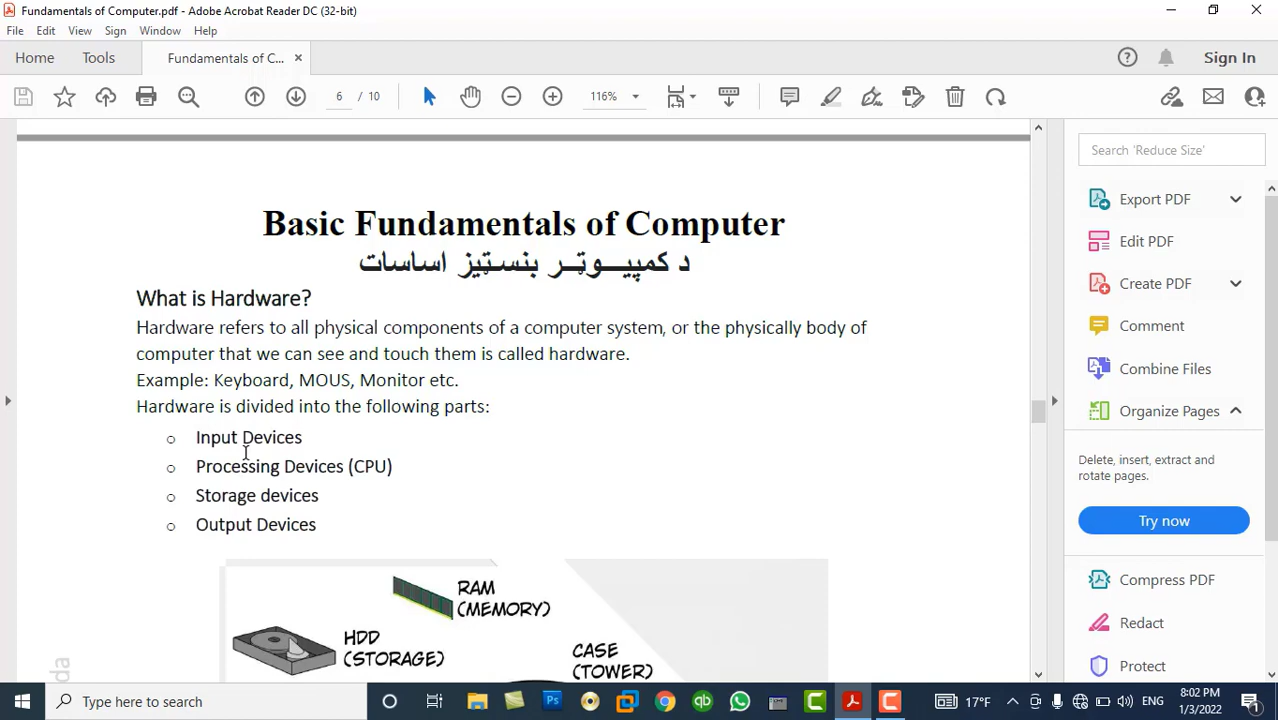 Fundamentals of Computer.pdf - Adobe Acrobat Reader DC (32-bit)
File Edit View Sign Window Help
Home Tools Fundamentals of C... Sign In
6 / 10 116%
Search 'Reduce Size'
Export PDF
Edit PDF
Create PDF
Comment
Combine Files
Organize Pages
Delete, insert, extract and
rotate pages.
Try now
Compress PDF
Redact
Protect
Basic Fundamentals of Computer
د کمپیـــوټـــر بنسټیز اساسات
What is Hardware?
Hardware refers to all physical components of a computer system, or the physically body of
computer that we can see and touch them is called hardware.
Example: Keyboard, MOUS, Monitor etc.
Hardware is divided into the following parts:
Input Devices
Processing Devices (CPU)
Storage devices
Output Devices
RAM
(MEMORY)
HDD
(STORAGE)
CASE
(TOWER)
Type here to search
17°F ENG
8:02 PM
1/3/2022